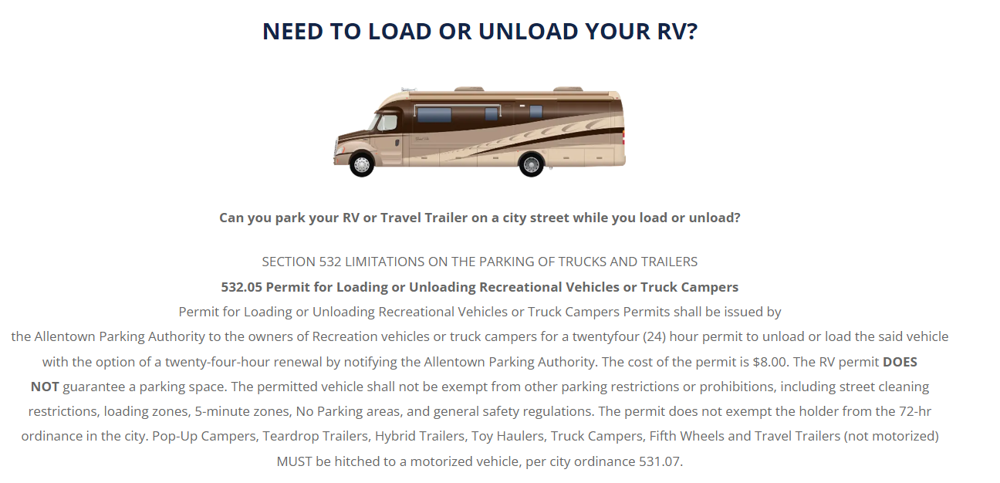 NEED TO LOAD OR UNLOAD YOUR RV?
Can you park your RV or Travel Trailer on a city street while you load or unload?
SECTION 532 LIMITATIONS ON THE PARKING OF TRUCKS AND TRAILERS
532.05 Permit for Loading or Unloading Recreational Vehicles or Truck Campers
Permit for Loading or Unloading Recreational Vehicles or Truck Campers Permits shall be issued by
the Allentown Parking Authority to the owners of Recreation vehicles or truck campers for a twentyfour (24) hour permit to unload or load the said vehicle
with the option of a twenty-four-hour renewal by notifying the Allentown Parking Authority. The cost of the permit is $8.00. The RV permit DOES
NOT guarantee a parking space. The permitted vehicle shall not be exempt from other parking restrictions or prohibitions, including street cleaning
restrictions, loading zones, 5-minute zones, No Parking areas, and general safety regulations. The permit does not exempt the holder from the 72-hr
ordinance in the city. Pop-Up Campers, Teardrop Trailers, Hybrid Trailers, Toy Haulers, Truck Campers, Fifth Wheels and Travel Trailers (not motorized)
MUST be hitched to a motorized vehicle, per city ordinance 531.07.